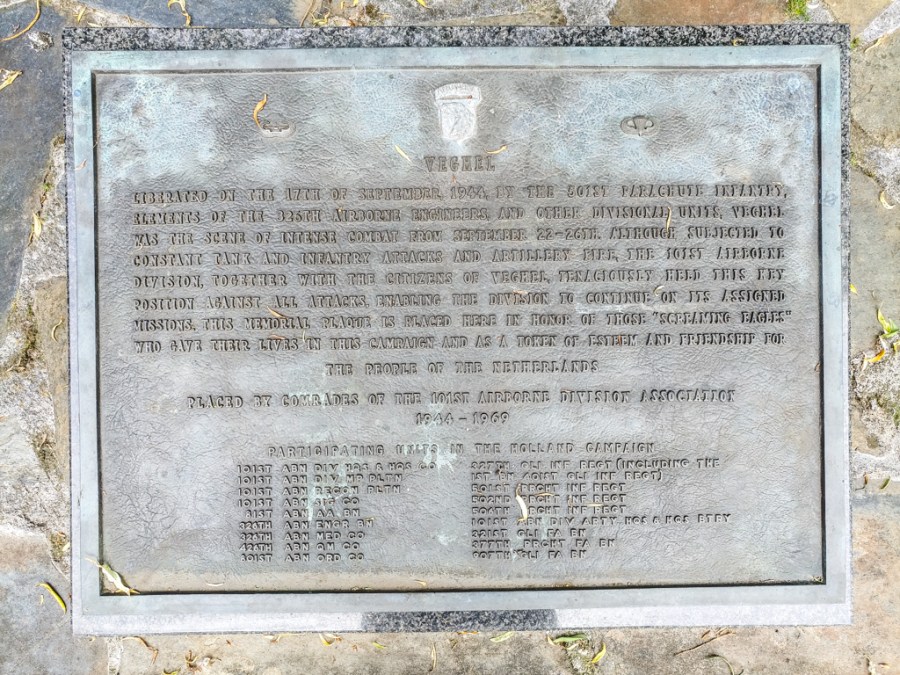 VEGHEL
LIBERATED ON THE 17TH OF SEPTEMBER, 1944, BY THE 501ST PARACHUTE INFANTRY,
ELEMENTS OF THE 326TH AIRBORNE ENGINEERS, AND OTHER DIVISIONAL UNITS, VEGHEL
WAS THE SCENE OF INTENSE COMBAT FROM SEPTEMBER 22-26TH. ALTHOUGH SUBJECTED TO
CONSTANT TANK AND INFANTRY ATTACKS AND ARTILLERY FIRE, THE 101ST AIRBORNE
DIVISION, TOGETHER WITH THE CITIZENS OF VEGHEL, TENACIOUSLY HELD THIS KEY
POSITION AGAINST ALL ATTACKS, ENABLING THE DIVISION TO CONTINUE ON ITS ASSIGNED
MISSIONS. THIS MEMORIAL PLAQUE IS PLACED HERE IN HONOR OF THOSE "SCREAMING EAGLES"
WHO GAVE THEIR LIVES IN THIS CAMPAIGN AND AS A TOKEN OF ESTEEM AND FRIENDSHIP FOR
THE PEOPLE OF THE NETHERLANDS
PLACED BY COMRADES OF THE 101ST AIRBORNE DIVISION ASSOCIATION
1944 - 1969
PARTICIPATING UNITS IN THE HOLLAND CAMPAIGN
101ST ABN DIV HQS & HQS CO
101ST ABN DIV MP PLTN
101ST ABN RECON PLTN
101ST ABN SIG CO
81ST ABN AA BN
326TH ABN ENGR BN
326TH ABN MED CO
426TH ABN QM CO
801ST ABN ORD CO
327TH GLI INF REGT (INCLUDING THE
1ST BN 401ST GLI INF REGT)
501ST PRCHT INF REGT
502ND PRCHT INF REGT
506TH PRCHT INF REGT
101ST ABN DIV ARTY HQS & HQS BTRY
321ST GLI FA BN
377TH PRCHT FA BN
907TH GLI FA BN